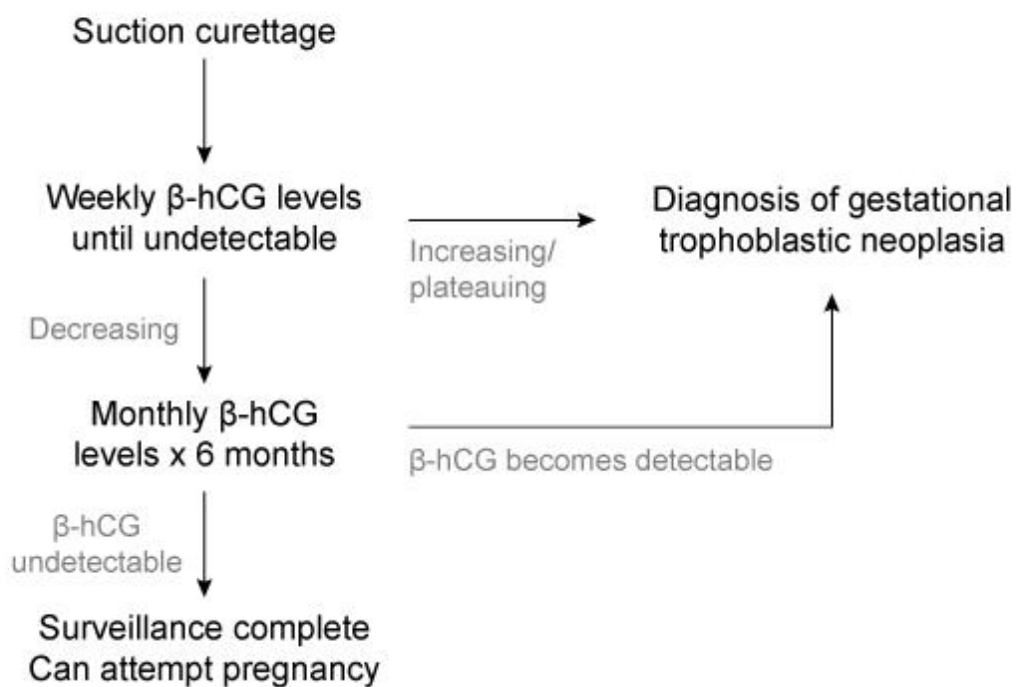 Suction curettage
Weekly β-hCG levels
until undetectable
Increasing/
plateauing
Diagnosis of gestational
trophoblastic neoplasia
Decreasing
Monthly β-hCG
levels x 6 months
β-hCG becomes detectable
β-hCG
undetectable
Surveillance complete
Can attempt pregnancy